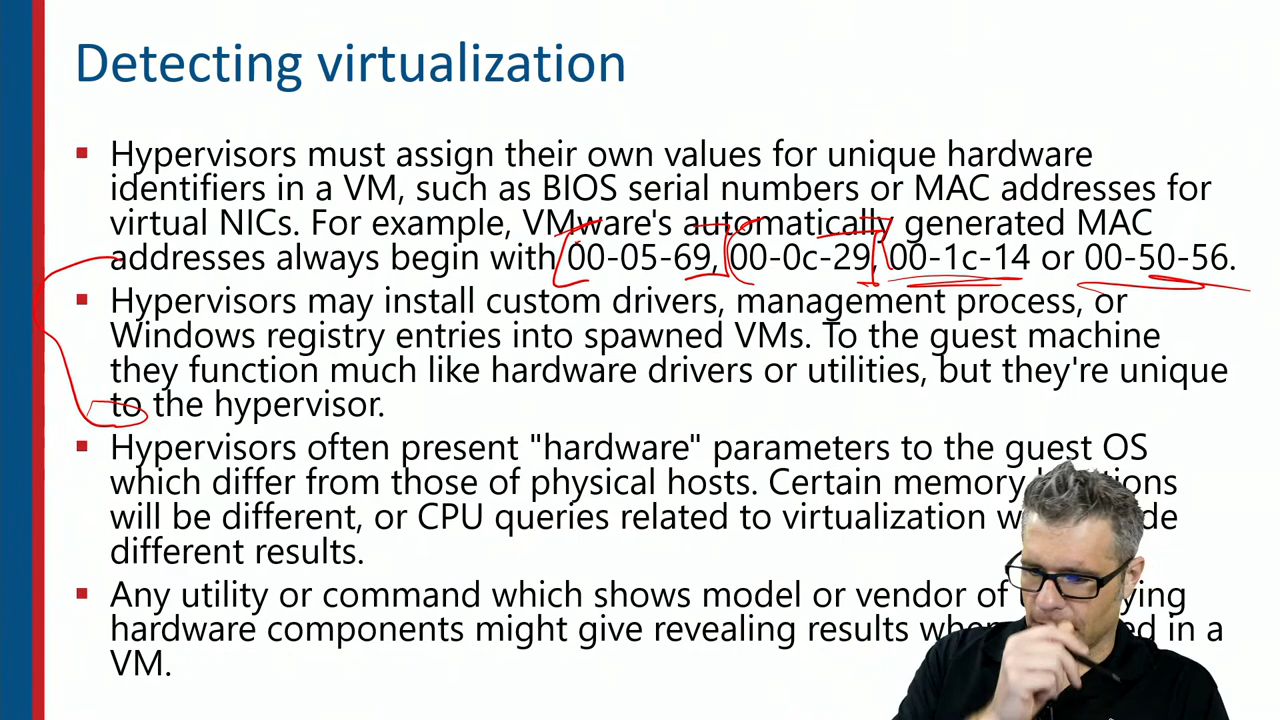 Detecting virtualization
Hypervisors must assign their own values for unique hardware
identifiers in a VM, such as BIOS serial numbers or MAC addresses for
virtual NICs. For example, VMware's automatically generated MAC
addresses always begin with 00-05-69, 00-0c-29, 00-1c-14 or 00-50-56.
Hypervisors may install custom drivers, management process, or
Windows registry entries into spawned VMs. To the guest machine
they function much like hardware drivers or utilities, but they're unique
to the hypervisor.
Hypervisors often present "hardware" parameters to the guest OS
which differ from those of physical hosts. Certain memory
will be different, or CPU queries related to virtualization
different results.
Any utility or command which shows model or vendor of
hardware components might give revealing results in a
VM.